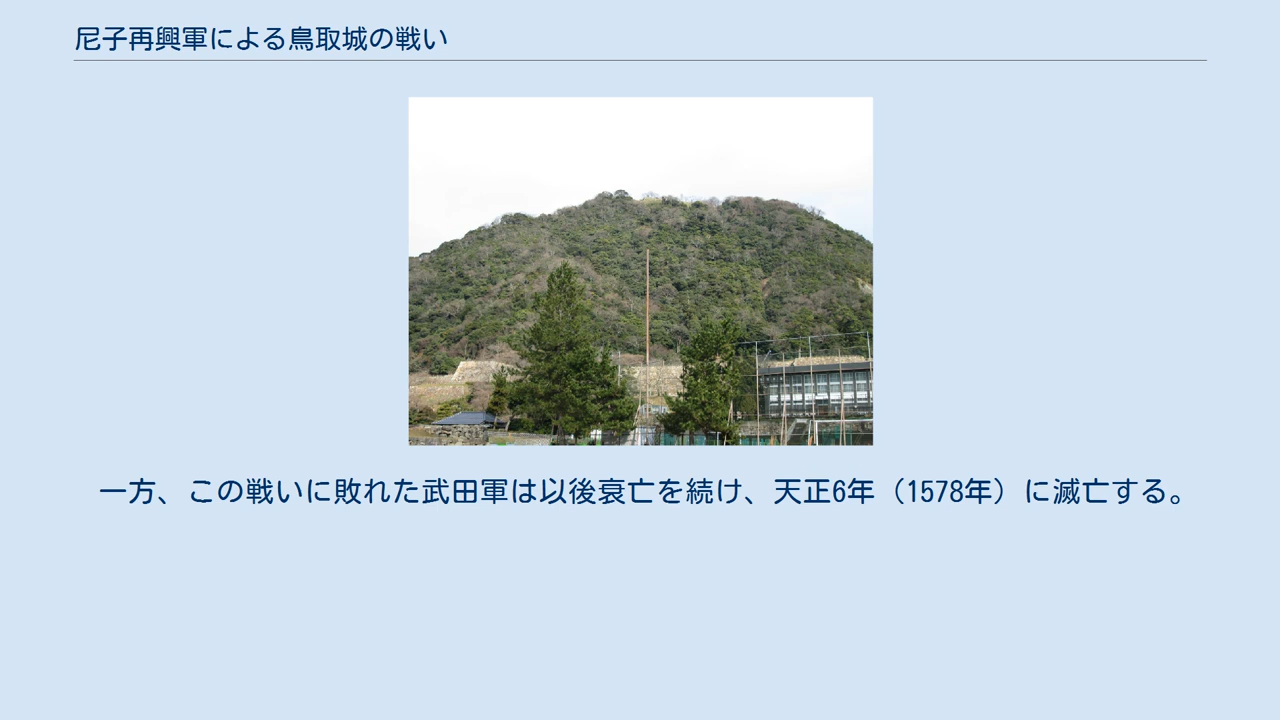 尼子再興軍による鳥取城の戦い
一方、この戦いに敗れた武田軍は以後衰亡を続け、天正6年（1578年）に滅亡する。